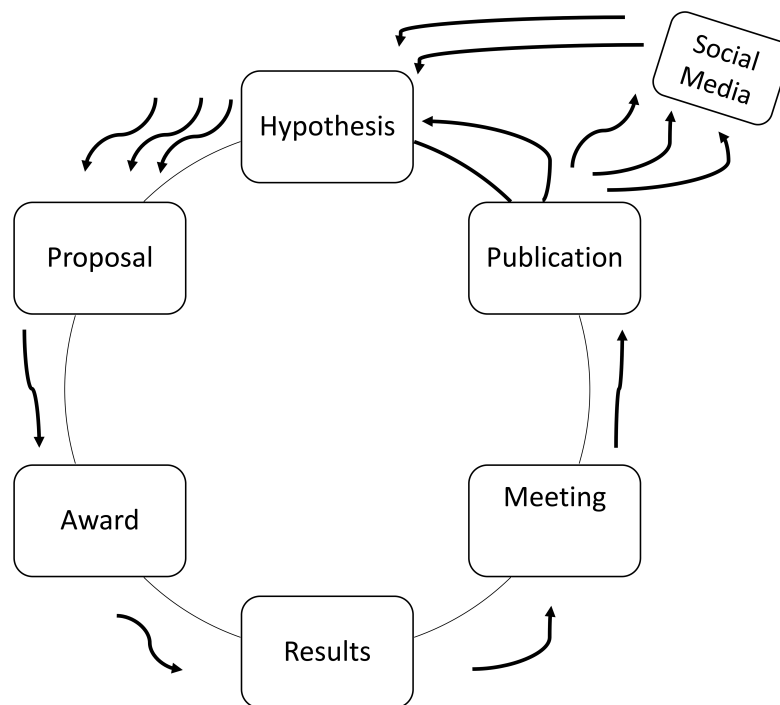 Social
Media
Hypothesis
Proposal
Publication
Award
Meeting
Results